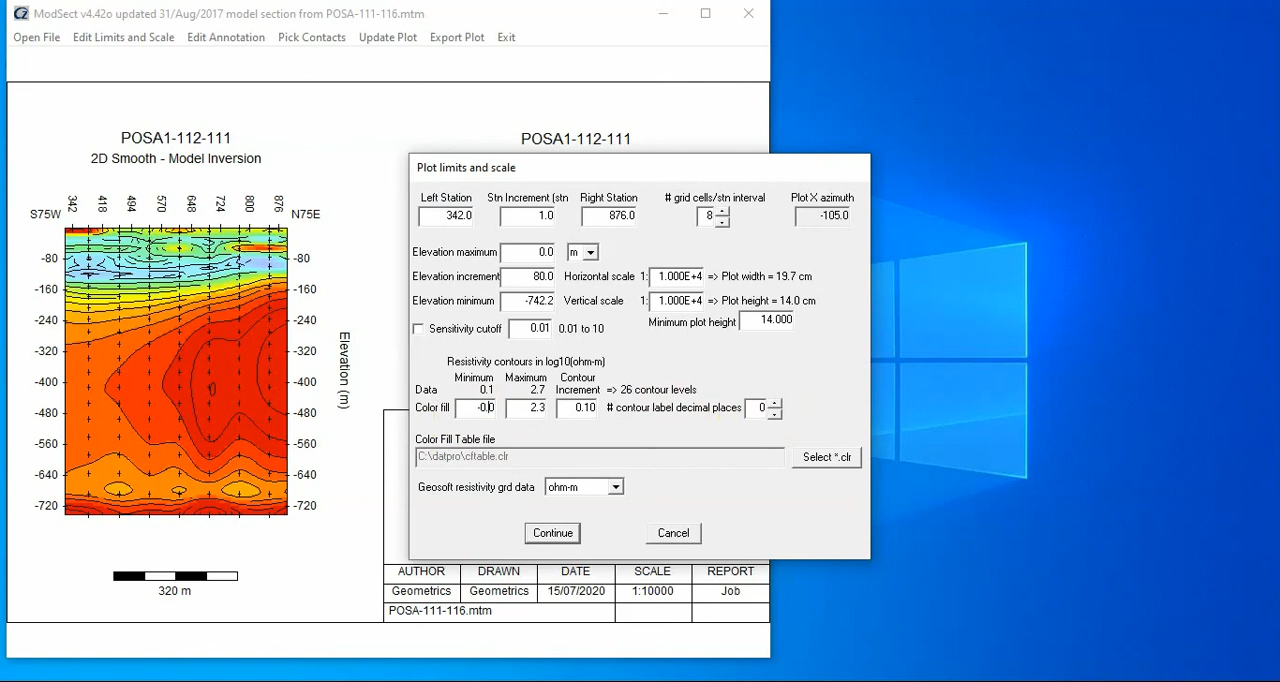 ModSect v4.42o updated 31/Aug/2017 model section from POSA-111-116.mtm
Open File Edit Limits and Scale Edit Annotation Pick Contacts Update Plot Export Plot Exit
POSA1-112-111
2D Smooth - Model Inversion
342 418 494 570 648 724 800 876
S75W N75E
-80 -80
-160 -160
-240 -240
-320 -320
-400 -400
-480 -480
-560 -560
-640 -640
-720 -720
Elevation (m)
320 m
POSA1-112-111
Plot limits and scale
Left Station Stn Increment (stn Right Station # grid cells/stn interval Plot X azimuth
342.0 1.0 876.0 8 -105.0
Elevation maximum 0.0 m
Elevation increment 80.0 Horizontal scale 1: 1.000E+4 => Plot width = 19.7 cm
Elevation minimum -742.2 Vertical scale 1: 1.000E+4 => Plot height = 14.0 cm
Minimum plot height 14.000
Sensitivity cutoff 0.01 0.01 to 10
Resistivity contours in log10(ohm-m)
Minimum Maximum Contour
Data 0.1 2.7 Increment => 26 contour levels
Color fill -0.0 2.3 0.10 # contour label decimal places 0
Color Fill Table file
C:\datpro\cftable.clr Select *.clr
Geosoft resistivity grd data ohm-m
Continue Cancel
AUTHOR DRAWN DATE SCALE REPORT
Geometrics Geometrics 15/07/2020 1:10000 Job
POSA-111-116.mtm